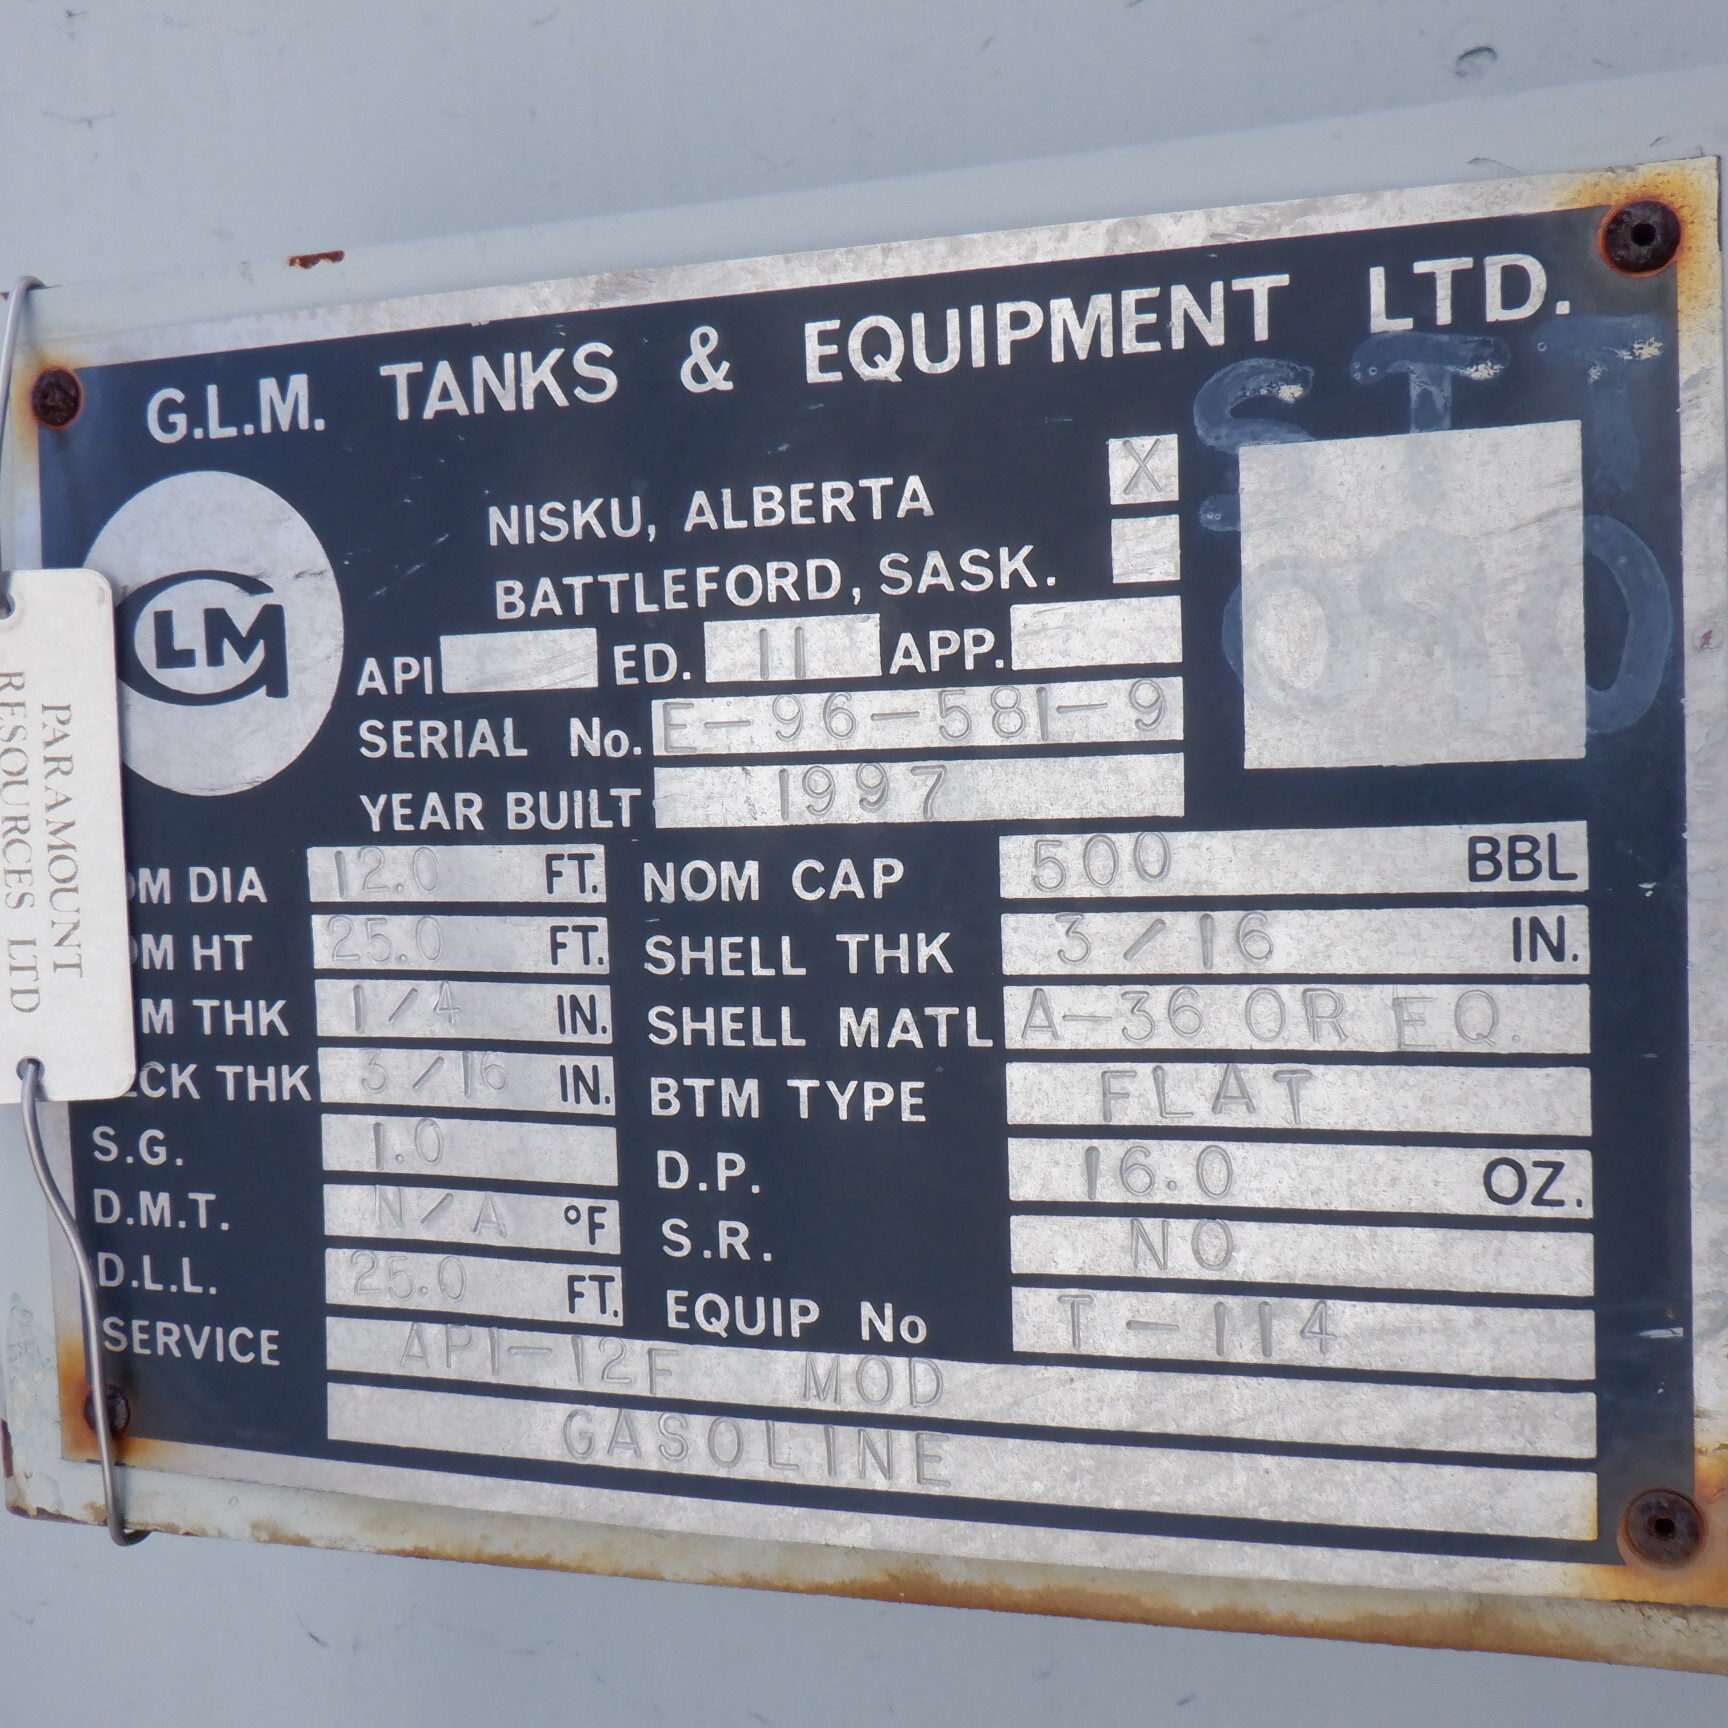 G.L.M. TANKS & EQUIPMENT LTD.
NISKU, ALBERTA X
BATTLEFORD, SASK.
GLM
API ED. 11 APP.
SERIAL No. E-96-581-9
YEAR BUILT 1997
OM DIA 12.0 FT. NOM CAP 500 BBL
OM HT 25.0 FT. SHELL THK 3/16 IN.
M THK 1/4 IN. SHELL MATL A-36 OR EQ.
CK THK 3/16 IN. BTM TYPE FLAT
S.G. 1.0 D.P. 16.0 OZ.
D.M.T. N/A °F S.R. NO
D.L.L. 25.0 FT. EQUIP No T-114
SERVICE API-12F MOD
GASOLINE
PARAMOUNT
RESOURCES LTD